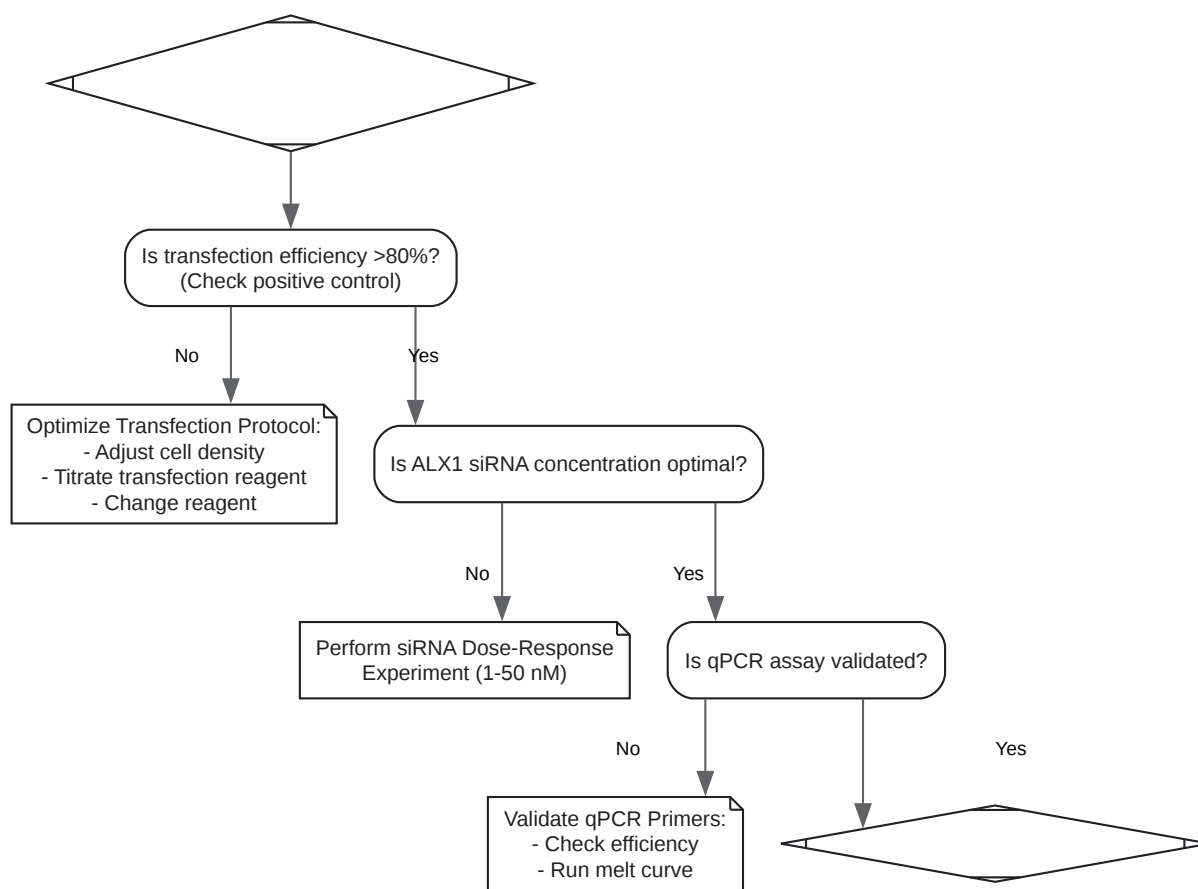 Is transfection efficiency >80%?
(Check positive control)
No
Yes
Optimize Transfection Protocol:
- Adjust cell density
- Titrate transfection reagent
- Change reagent
Is ALX1 siRNA concentration optimal?
No
Yes
Perform siRNA Dose-Response
Experiment (1-50 nM)
Is qPCR assay validated?
No
Yes
Validate qPCR Primers:
- Check efficiency
- Run melt curve